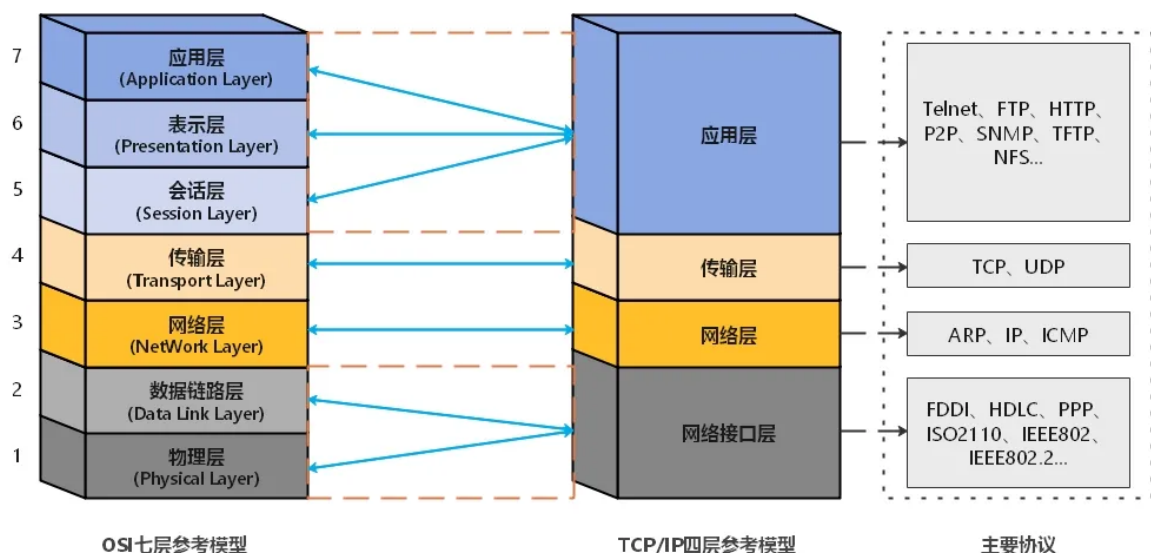 7
应用层
(Application Layer)
6
表示层
(Presentation Layer)
5
会话层
(Session Layer)
4
传输层
(Transport Layer)
3
网络层
(NetWork Layer)
2
数据链路层
(Data Link Layer)
1
物理层
(Physical Layer)
OSI七层参考模型
应用层
传输层
网络层
网络接口层
TCP/IP四层参考模型
Telnet、FTP、HTTP、
P2P、SNMP、TFTP、
NFS...
TCP、UDP
ARP、IP、ICMP
FDDI、HDLC、PPP、
ISO2110、IEEE802、
IEEE802.2...
主要协议